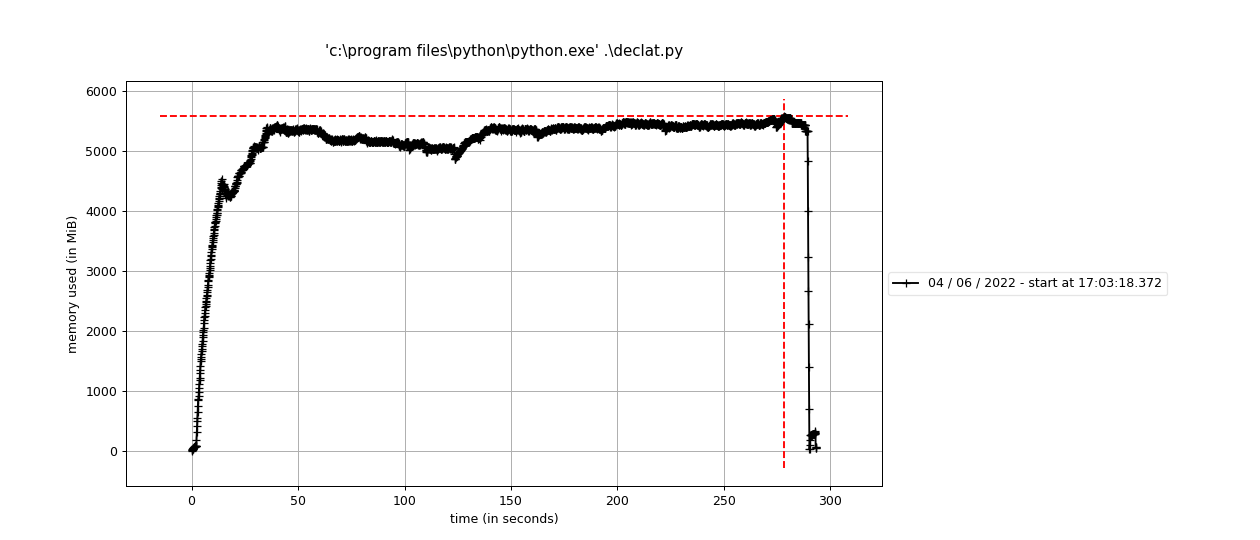 'c:\program files\python\python.exe' .\declat.py
6000
5000
4000
3000
2000
1000
0
memory used (in MiB)
0 50 100 150 200 250 300
time (in seconds)
04 / 06 / 2022 - start at 17:03:18.372